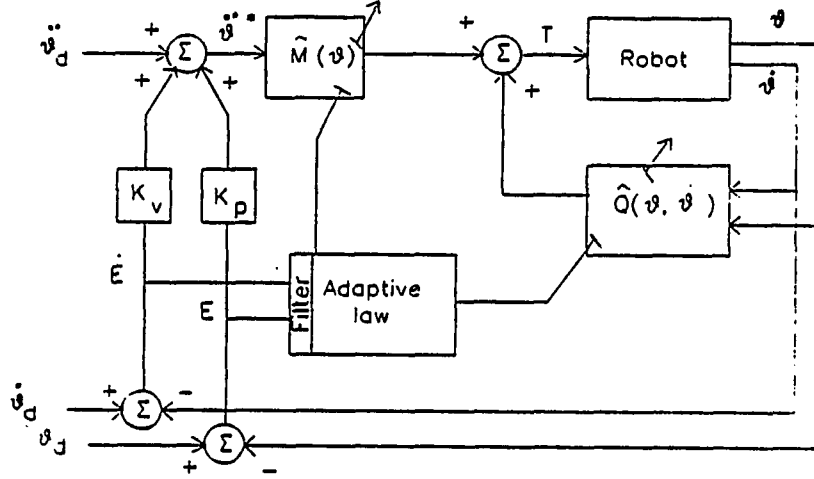 ϑ̈d + Σ ϑ̈* M̂(ϑ) + Σ T Robot ϑ
+ + + ϑ̇
Kv Kp Q̂(ϑ, ϑ̇)
Ė Filter Adaptive
E law
ϑ̇d + Σ -
ϑd + Σ -